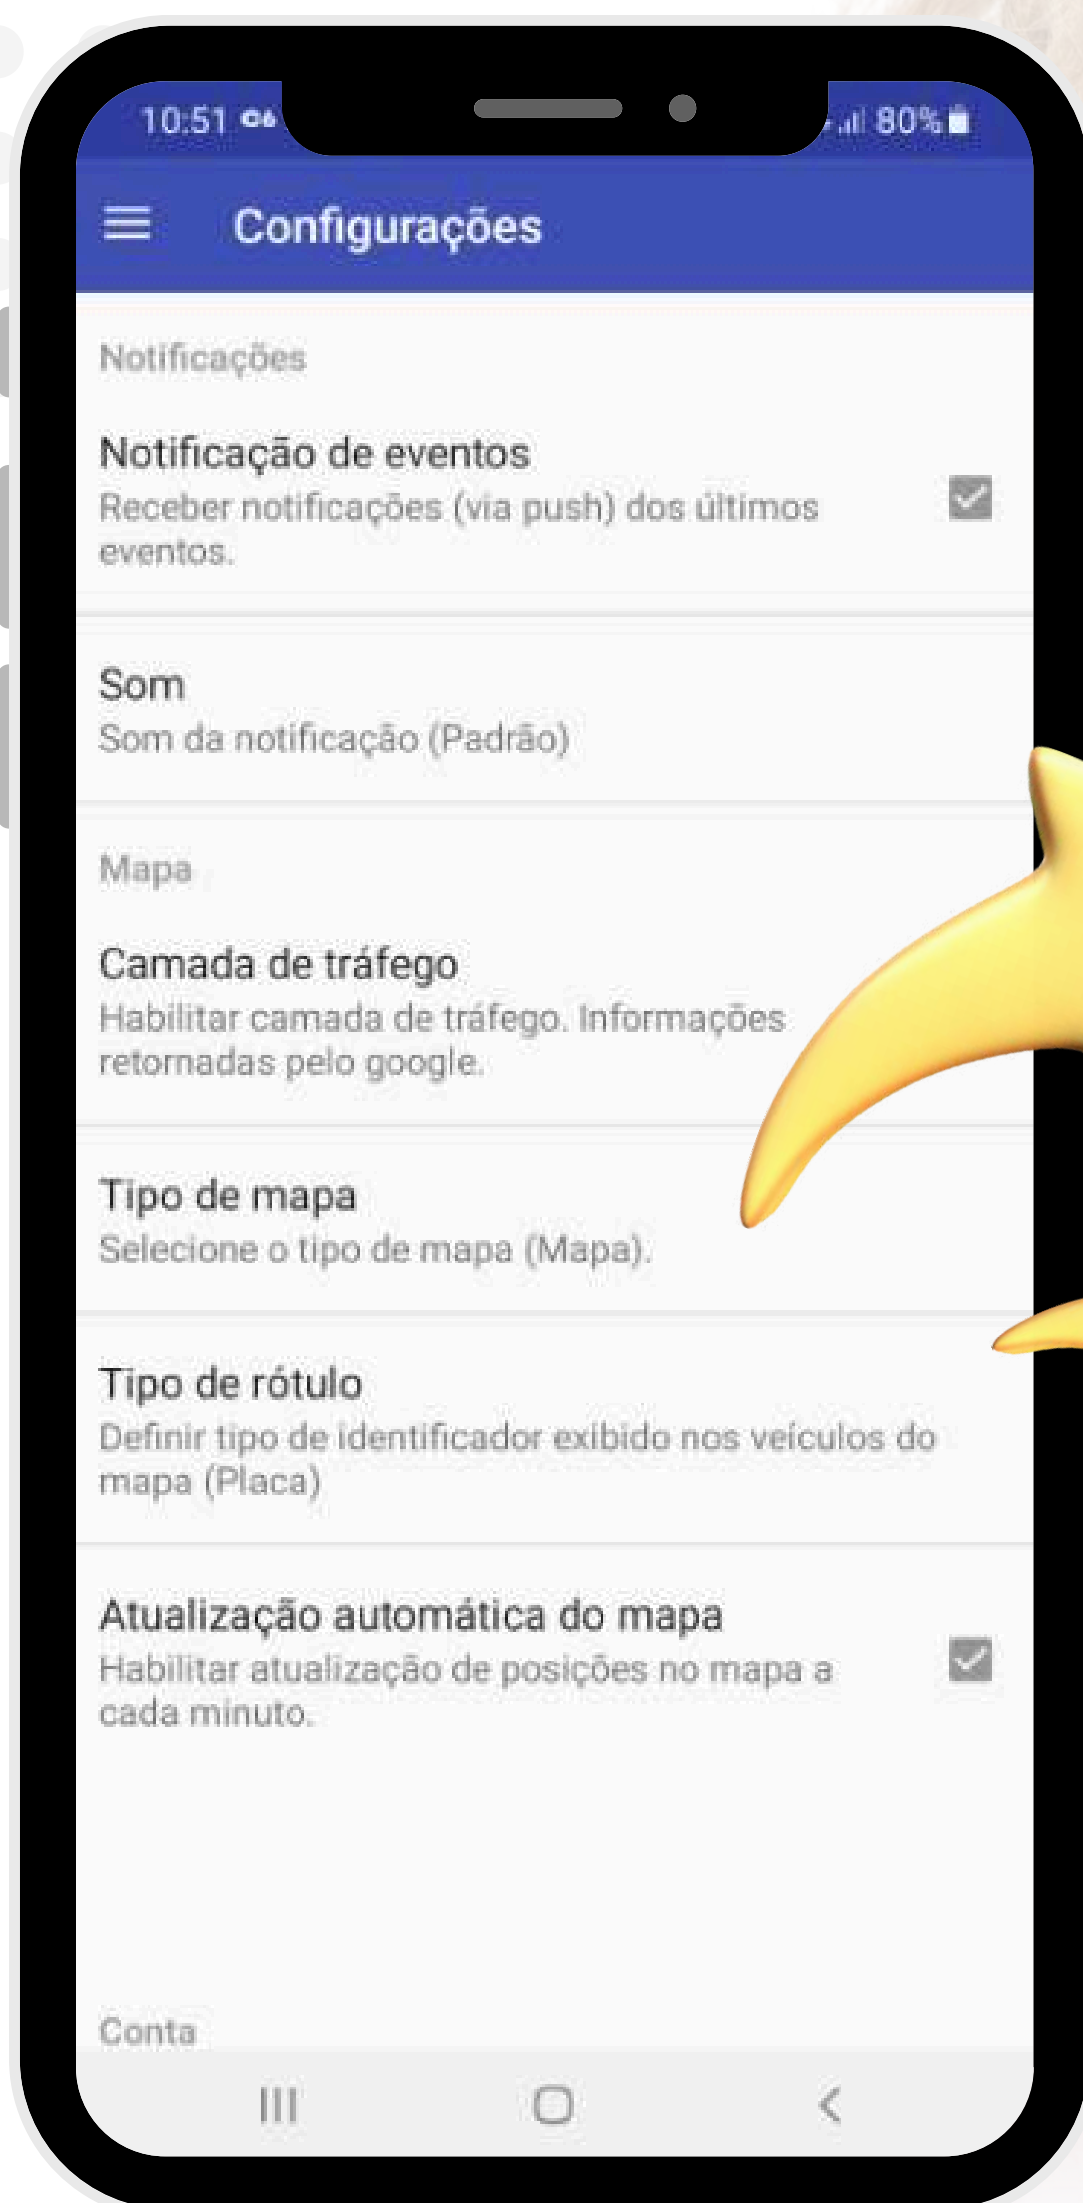 10:51
80%
Configurações
Notificações
Notificação de eventos
Receber notificações (via push) dos últimos
eventos.
Som
Som da notificação (Padrão)
Mapa
Camada de tráfego
Habilitar camada de tráfego. Informações
retornadas pelo google.
Tipo de mapa
Selecione o tipo de mapa (Mapa).
Tipo de rótulo
Definir tipo de identificador exibido nos veículos do
mapa (Placa)
Atualização automática do mapa
Habilitar atualização de posições no mapa a
cada minuto.
Conta